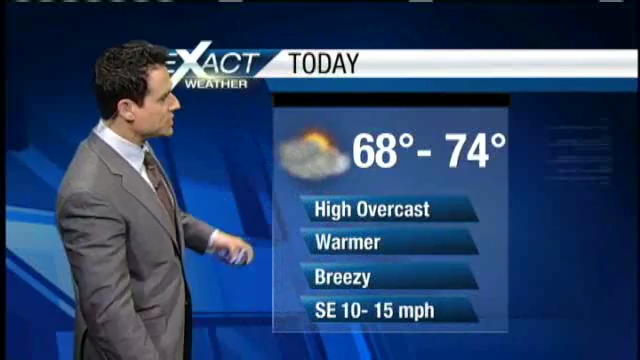 EXACT
WEATHER
TODAY
68°- 74°
High Overcast
Warmer
Breezy
SE 10- 15 mph